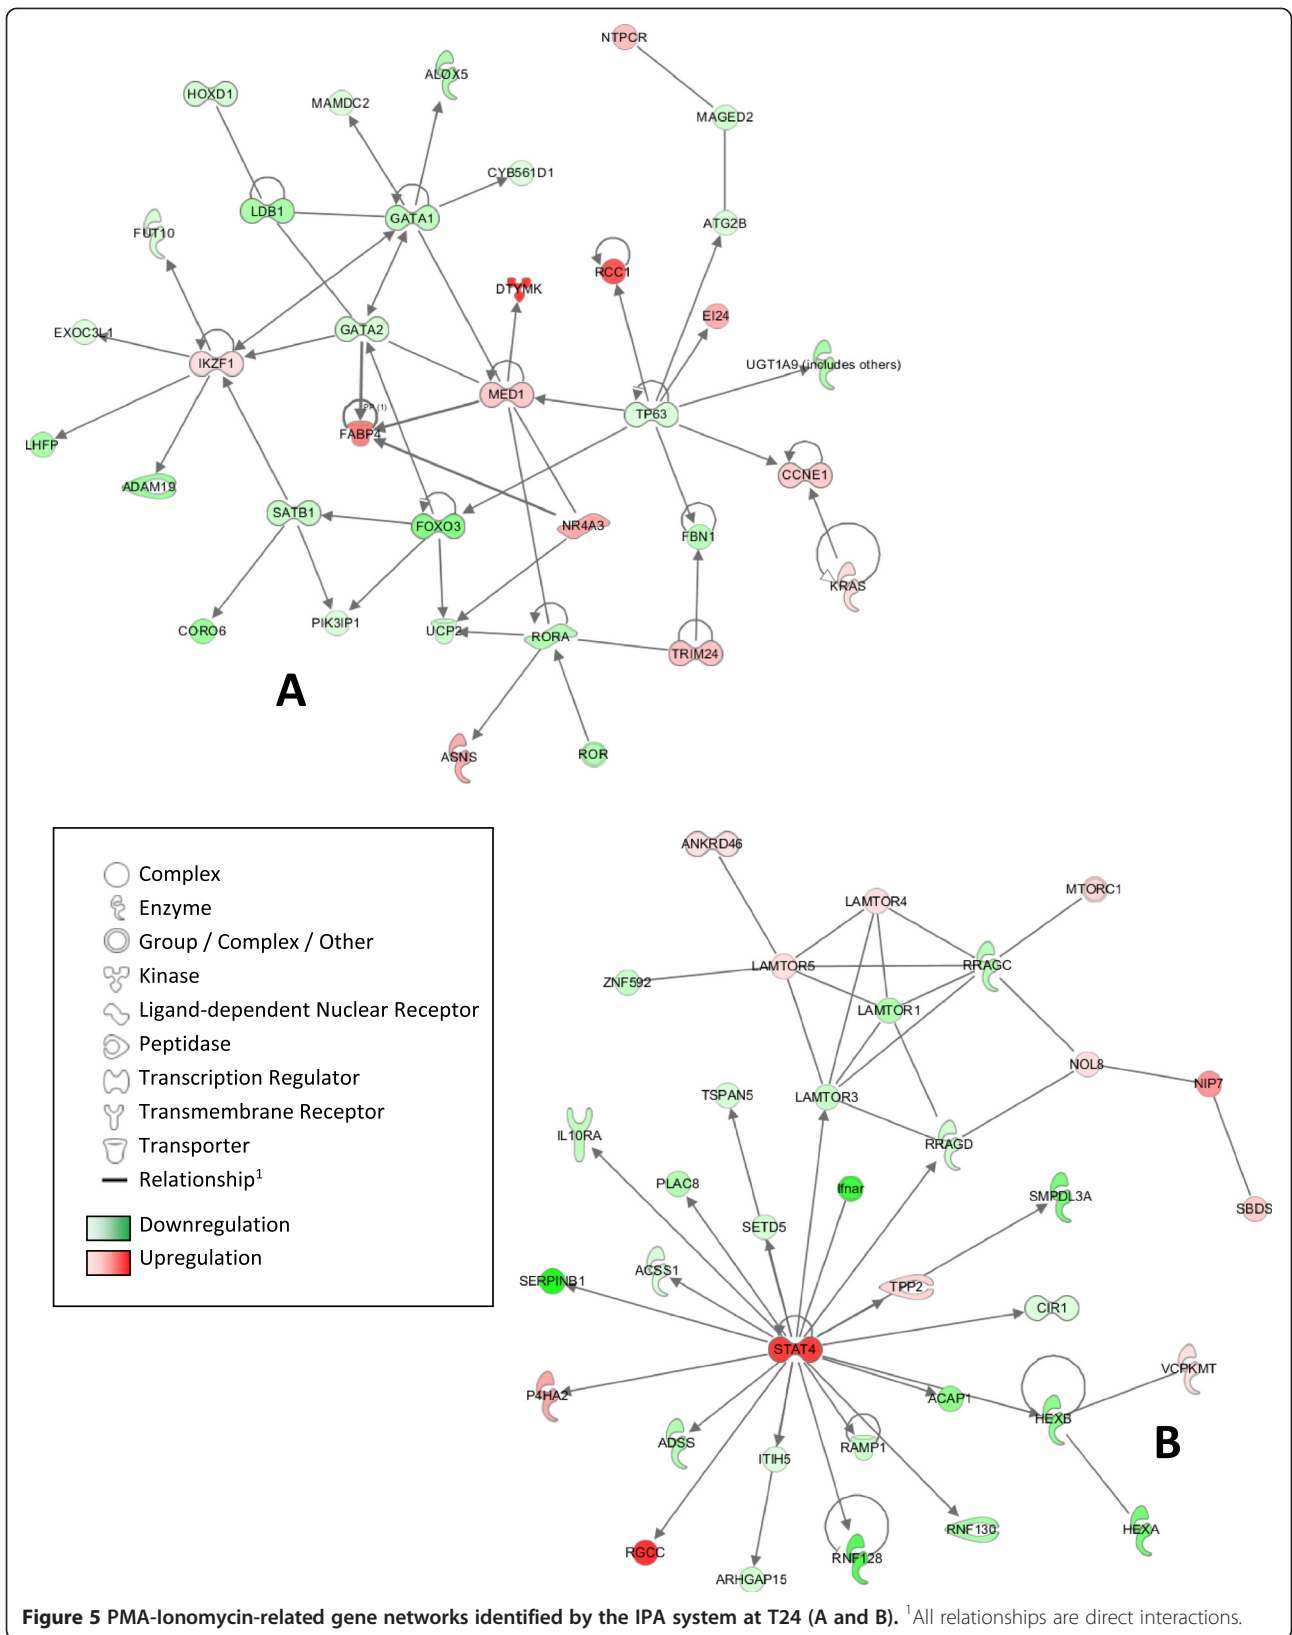 NTPCR
ALOX5
HOXD1
MAMDC2
MAGED2
CYB561D1
LDB1
GATA1
FUT10
ATG2B
RCC1
DTYMK
EI24
EXOC3L1
GATA2
IKZF1
UGT1A9 (includes others)
MED1
PP (1)
TP63
FABP4
LHFP
CCNE1
ADAM19
SATB1
FOXO3
NR4A3
FBN1
KRAS
CORO6
PIK3IP1
UCP2
RORA
TRIM24
A
ASNS
ROR
Complex
Enzyme
Group / Complex / Other
Kinase
Ligand-dependent Nuclear Receptor
Peptidase
Transcription Regulator
Transmembrane Receptor
Transporter
Relationship1
Downregulation
Upregulation
ANKRD46
MTORC1
LAMTOR4
LAMTOR5
RRAGC
ZNF592
LAMTOR1
NOL8
NIP7
TSPAN5
LAMTOR3
IL10RA
RRAGD
PLAC8
Ifnar
SMPDL3A
SBDS
SETD5
ACSS1
SERPINB1
TPP2
CIR1
STAT4
VCPKMT
P4HA2
ACAP1
HEXB
B
ADSS
ITIH5
RAMP1
RNF130
HEXA
RGCC
RNF128
ARHGAP15
Figure 5 PMA-Ionomycin-related gene networks identified by the IPA system at T24 (A and B). 1All relationships are direct interactions.